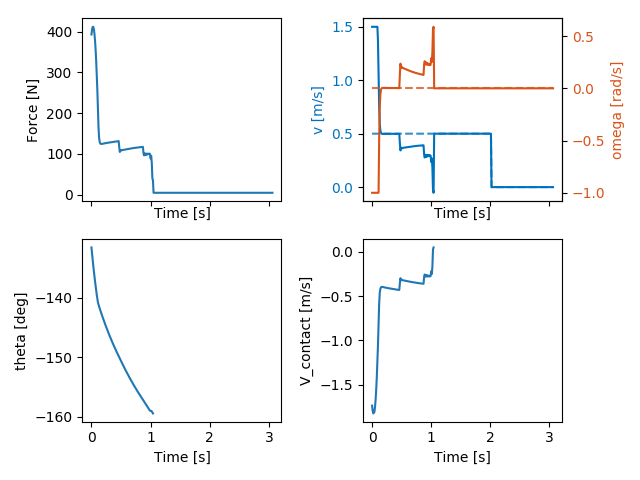 400
300
200
100
0
Force [N]
Time [s]
1.5
1.0
0.5
0.0
v [m/s]
0.5
0.0
−0.5
−1.0
omega [rad/s]
Time [s]
−140
−150
−160
theta [deg]
0 1 2 3
Time [s]
0.0
−0.5
−1.0
−1.5
V_contact [m/s]
0 1 2 3
Time [s]